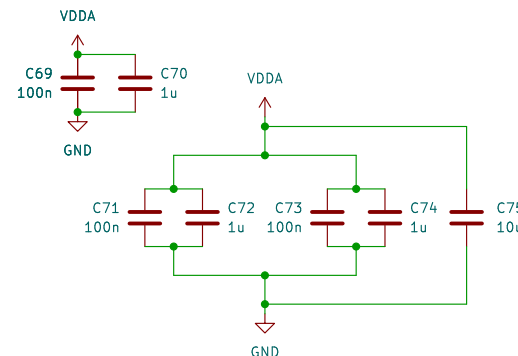 VDDA
C69
100n
C70
1u
GND
VDDA
C71
100n
C72
1u
C73
100n
C74
1u
C75
10u
GND